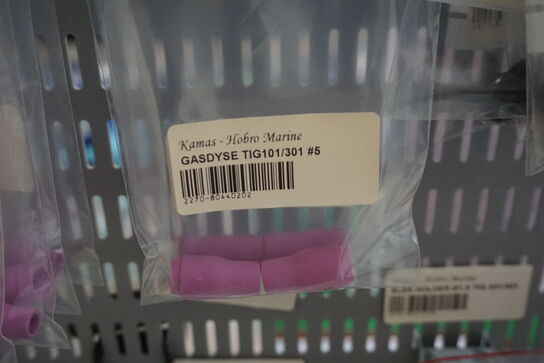 Kamas - Hobro Marine
GASDYSE TIG101/301 #5
2270-80440202